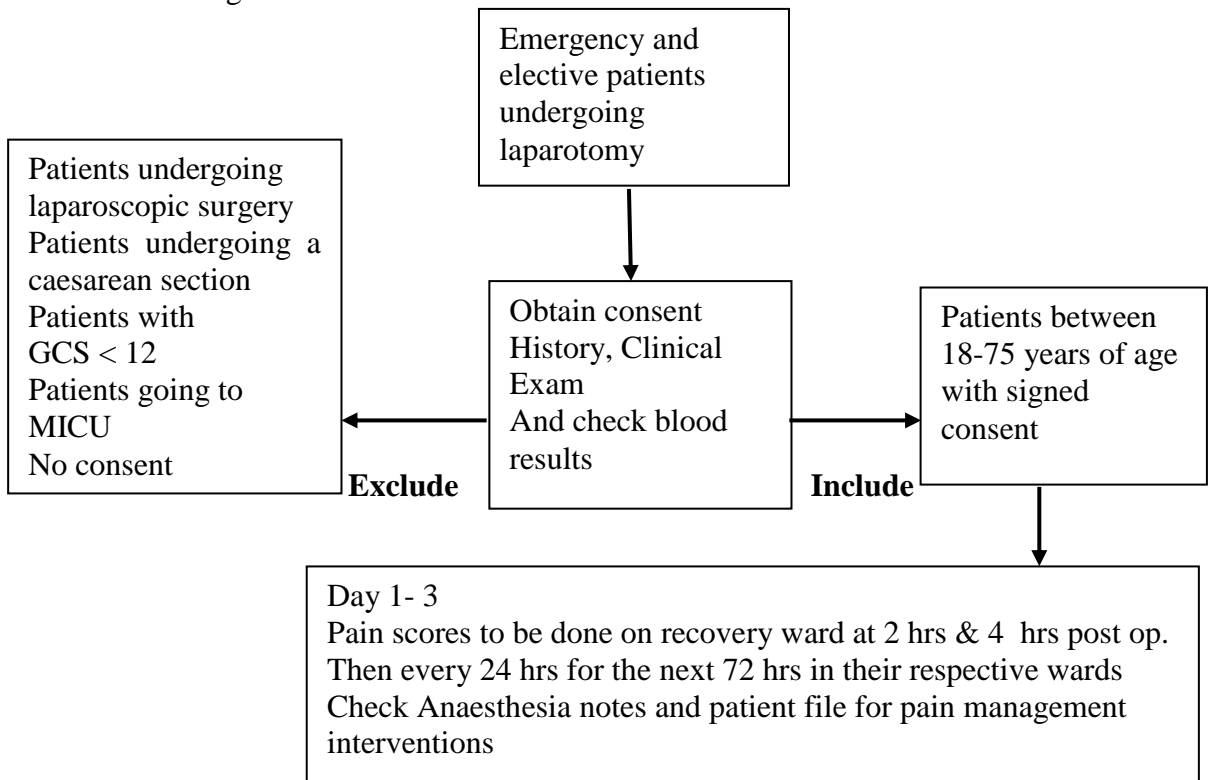 Emergency and
elective patients
undergoing
laparotomy
Patients undergoing
laparoscopic surgery
Patients undergoing a
caesarean section
Patients with
GCS < 12
Patients going to
MICU
No consent
Exclude
Obtain consent
History, Clinical
Exam
And check blood
results
Include
Patients between
18-75 years of age
with signed
consent
Day 1- 3
Pain scores to be done on recovery ward at 2 hrs & 4 hrs post op.
Then every 24 hrs for the next 72 hrs in their respective wards
Check Anaesthesia notes and patient file for pain management
interventions